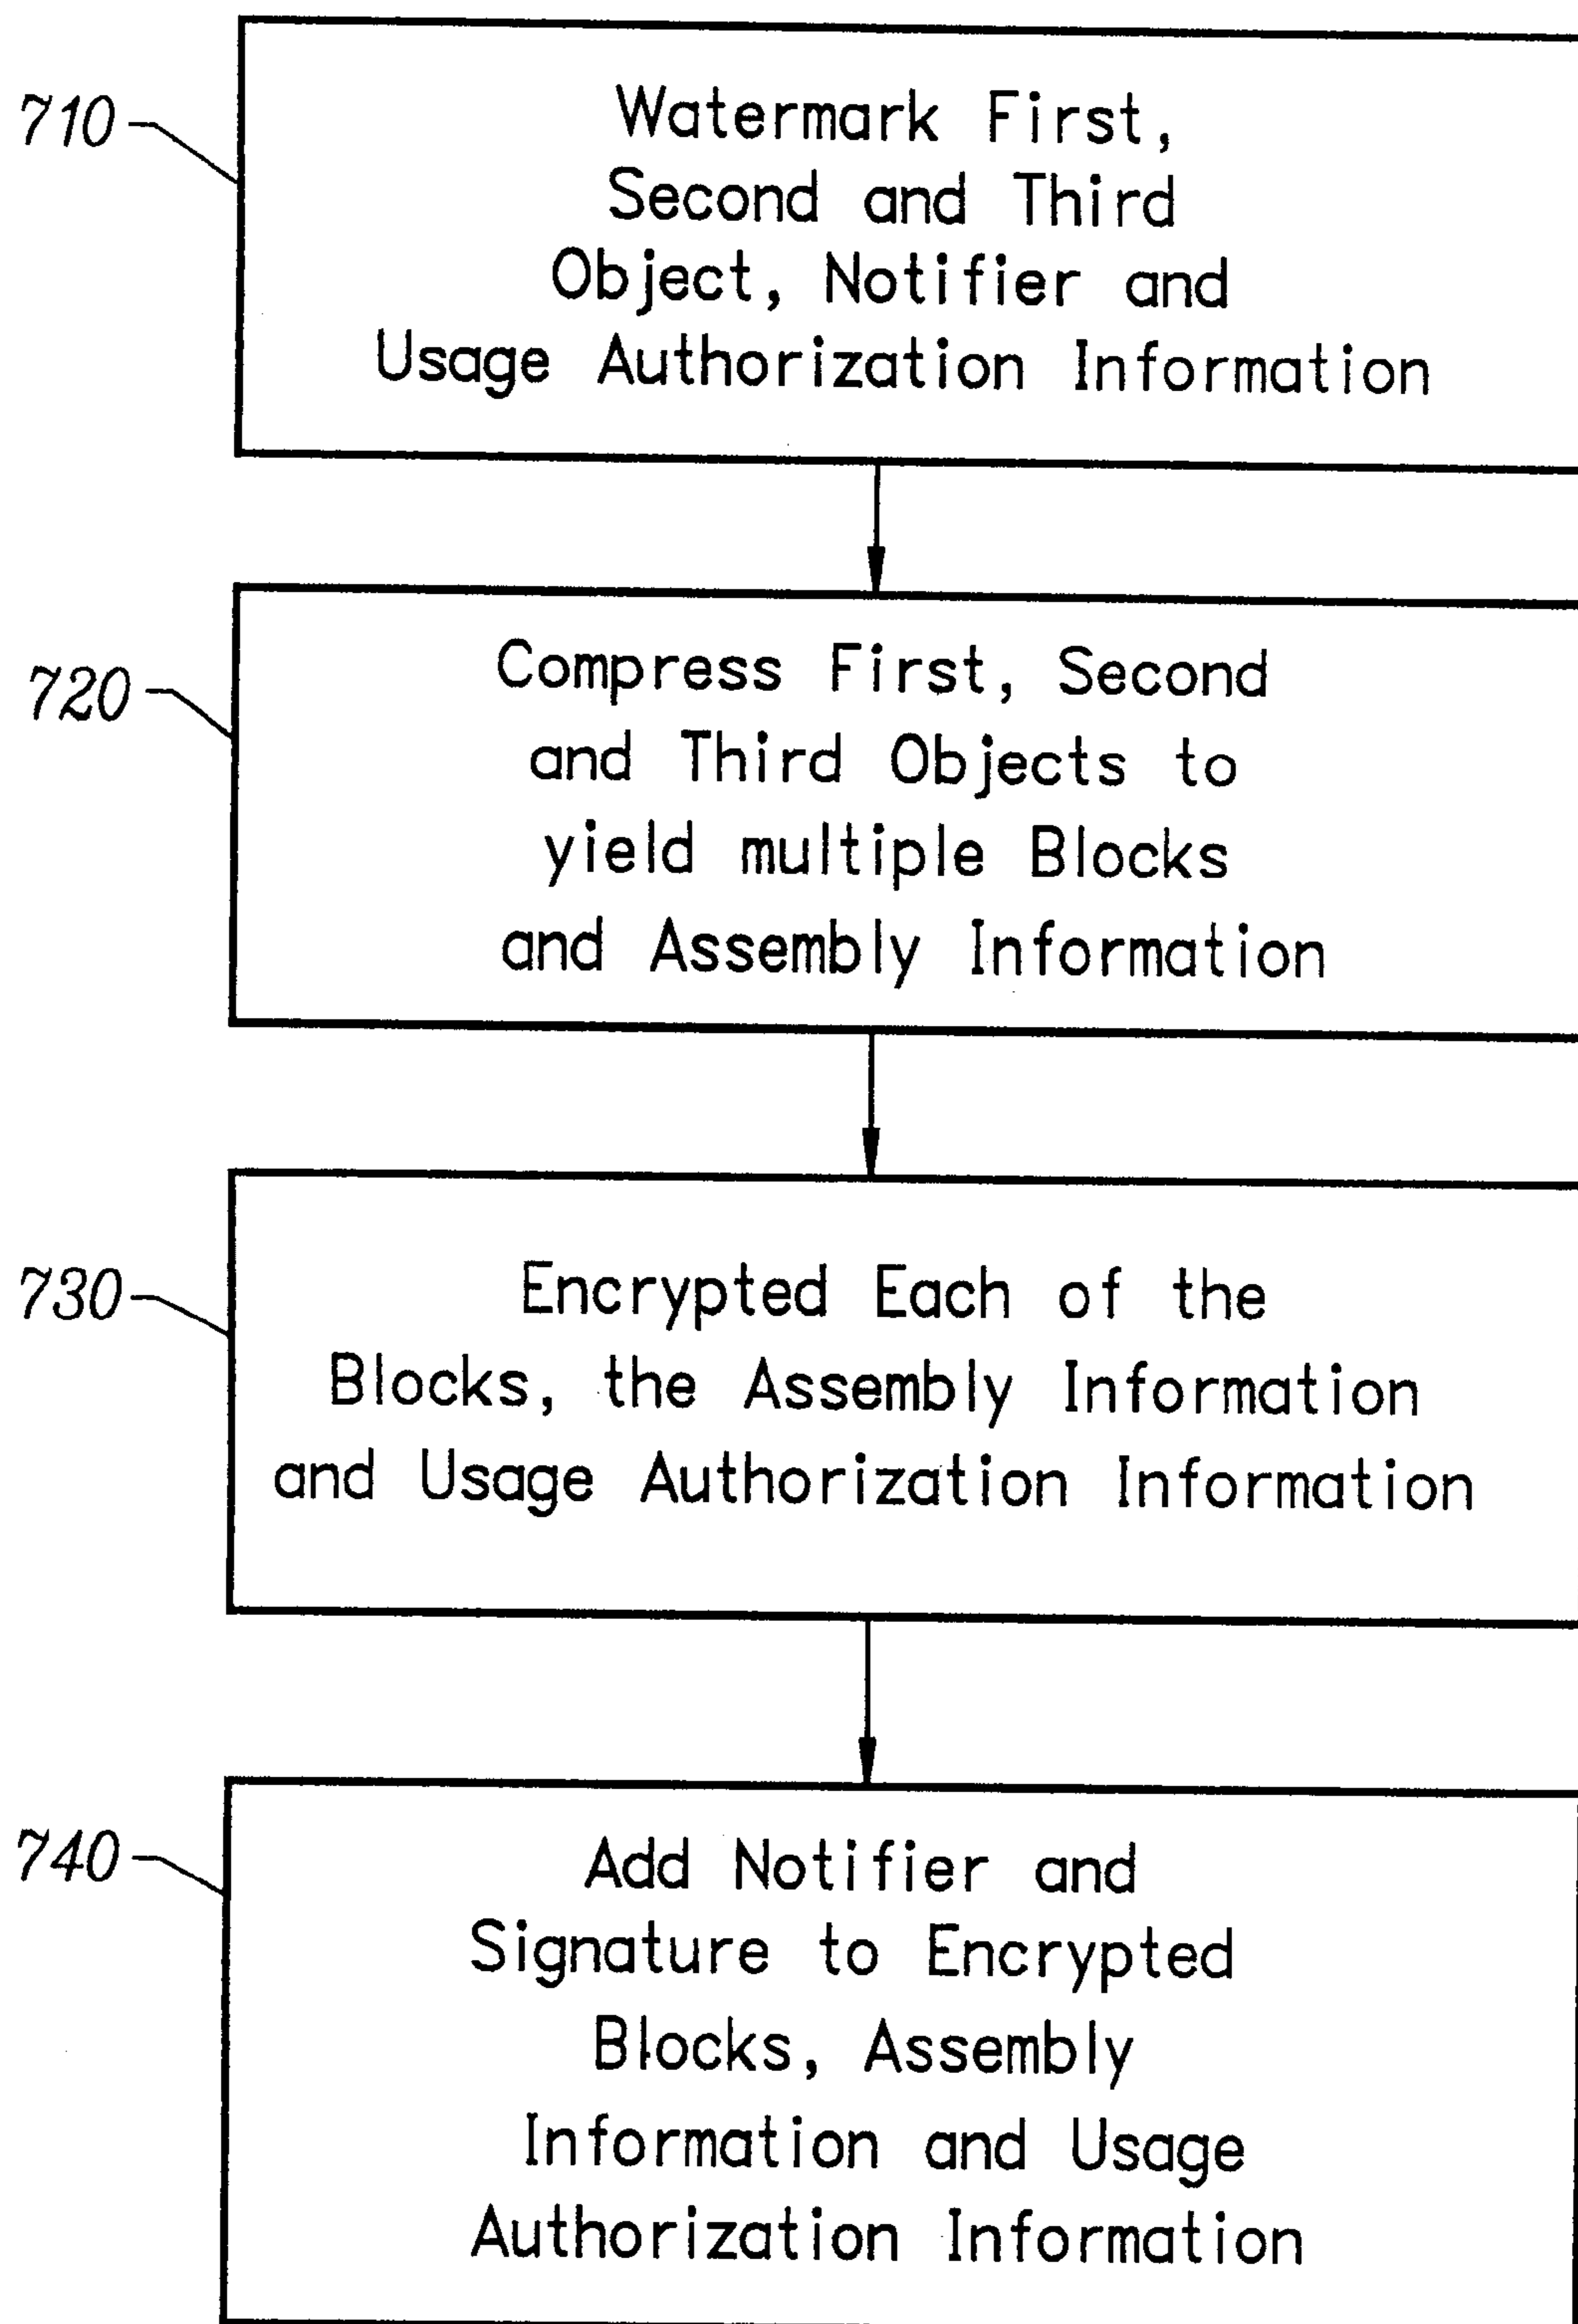 710
Watermark First,
Second and Third
Object, Notifier and
Usage Authorization Information
720
Compress First, Second
and Third Objects to
yield multiple Blocks
and Assembly Information
730
Encrypted Each of the
Blocks, the Assembly Information
and Usage Authorization Information
740
Add Notifier and
Signature to Encrypted
Blocks, Assembly
Information and Usage
Authorization Information